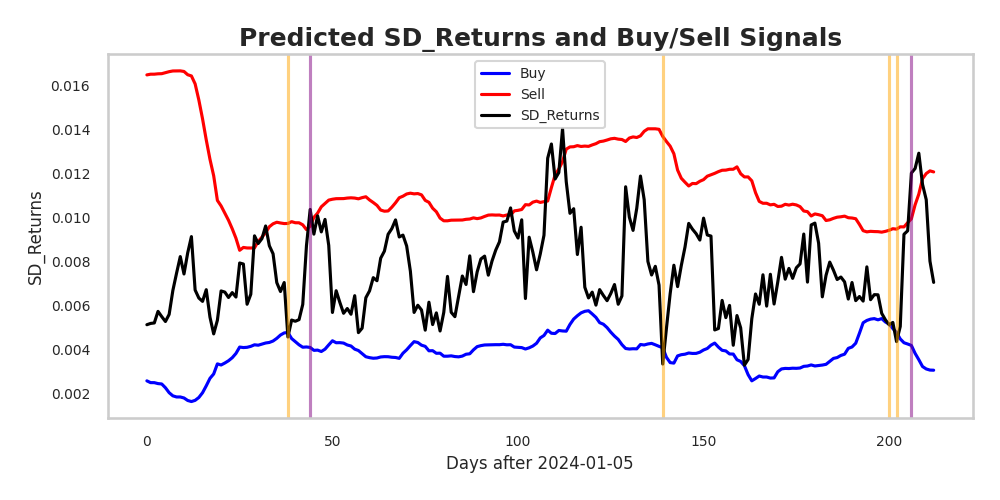 Predicted SD_Returns and Buy/Sell Signals
Buy
Sell
SD_Returns
SD_Returns
0.016
0.014
0.012
0.010
0.008
0.006
0.004
0.002
0 50 100 150 200
Days after 2024-01-05